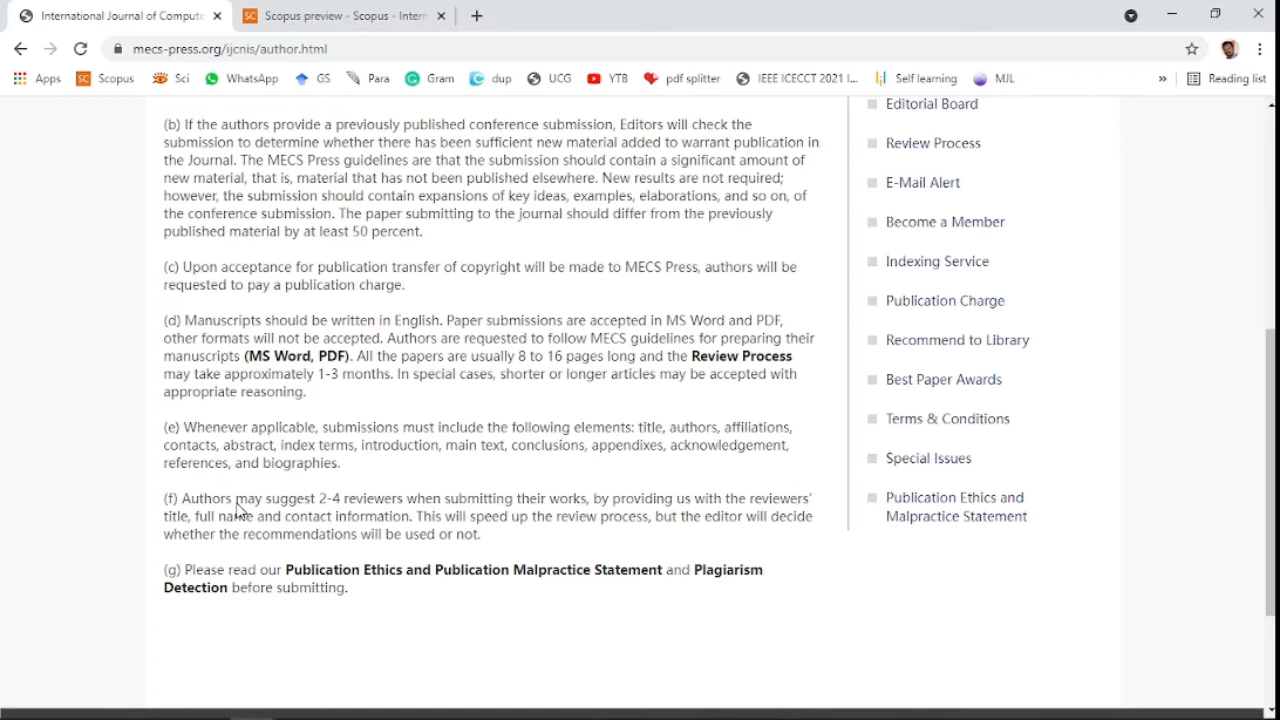 International Journal of Compute
Scopus preview - Scopus - Intern
mecs-press.org/ijcnis/author.html
Apps
SC Scopus
Sci
WhatsApp
GS
Para
Gram
dup
UCG
YTB
pdf splitter
IEEE ICECCT 2021 I...
Self learning
MJL
»
Reading list
(b) If the authors provide a previously published conference submission, Editors will check the
submission to determine whether there has been sufficient new material added to warrant publication in
the Journal. The MECS Press guidelines are that the submission should contain a significant amount of
new material, that is, material that has not been published elsewhere. New results are not required;
however, the submission should contain expansions of key ideas, examples, elaborations, and so on, of
the conference submission. The paper submitting to the journal should differ from the previously
published material by at least 50 percent.
(c) Upon acceptance for publication transfer of copyright will be made to MECS Press, authors will be
requested to pay a publication charge.
(d) Manuscripts should be written in English. Paper submissions are accepted in MS Word and PDF,
other formats will not be accepted. Authors are requested to follow MECS guidelines for preparing their
manuscripts (MS Word, PDF). All the papers are usually 8 to 16 pages long and the Review Process
may take approximately 1-3 months. In special cases, shorter or longer articles may be accepted with
appropriate reasoning.
(e) Whenever applicable, submissions must include the following elements: title, authors, affiliations,
contacts, abstract, index terms, introduction, main text, conclusions, appendixes, acknowledgement,
references, and biographies.
(f) Authors may suggest 2-4 reviewers when submitting their works, by providing us with the reviewers'
title, full name and contact information. This will speed up the review process, but the editor will decide
whether the recommendations will be used or not.
(g) Please read our Publication Ethics and Publication Malpractice Statement and Plagiarism
Detection before submitting.
Editorial Board
Review Process
E-Mail Alert
Become a Member
Indexing Service
Publication Charge
Recommend to Library
Best Paper Awards
Terms & Conditions
Special Issues
Publication Ethics and
Malpractice Statement